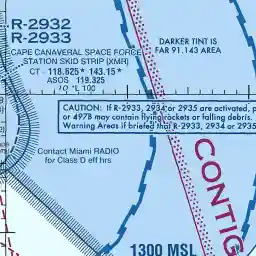 R-2932
R-2933
CAPE CANAVERAL SPACE FORCE
STATION SKID STRIP (XMR)
CT - 118.625* 143.15*
ASOS 119.325
10 *L 100
DARKER TINT IS
FAR 91.143 AREA
CAUTION: If R-2933, 2934 or 2935 are activated, p
or 497B may contain flying rockets or falling debris.
Warning Areas if briefed that R-2933, 2934 or 2935
Contact Miami RADIO
for Class D eff hrs
CONTIG
1300 MSL